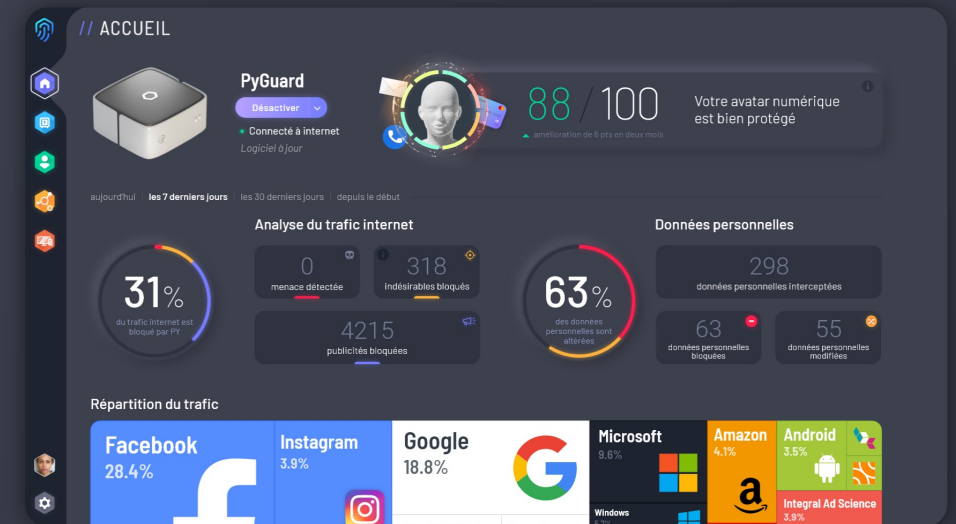 // ACCUEIL
PyGuard
Désactiver
Connecté à internet
Logiciel à jour
88 / 100
amélioration de 6 pts en deux mois
Votre avatar numérique
est bien protégé
aujourd'hui
les 7 derniers jours
les 30 derniers jours
depuis le début
Analyse du trafic internet
31%
du trafic internet est
bloqué par PY
0
menace détectée
318
indésirables bloqués
4215
publicités bloquées
Données personnelles
63%
des données
personnelles sont
altérées
298
données personnelles interceptées
63
données personnelles
bloquées
55
données personnelles
modifiées
Répartition du trafic
Facebook
28.4%
Instagram
3.9%
Google
18.8%
Microsoft
9.6%
Windows
Amazon
4.1%
Android
3.5%
Integral Ad Science
3.9%